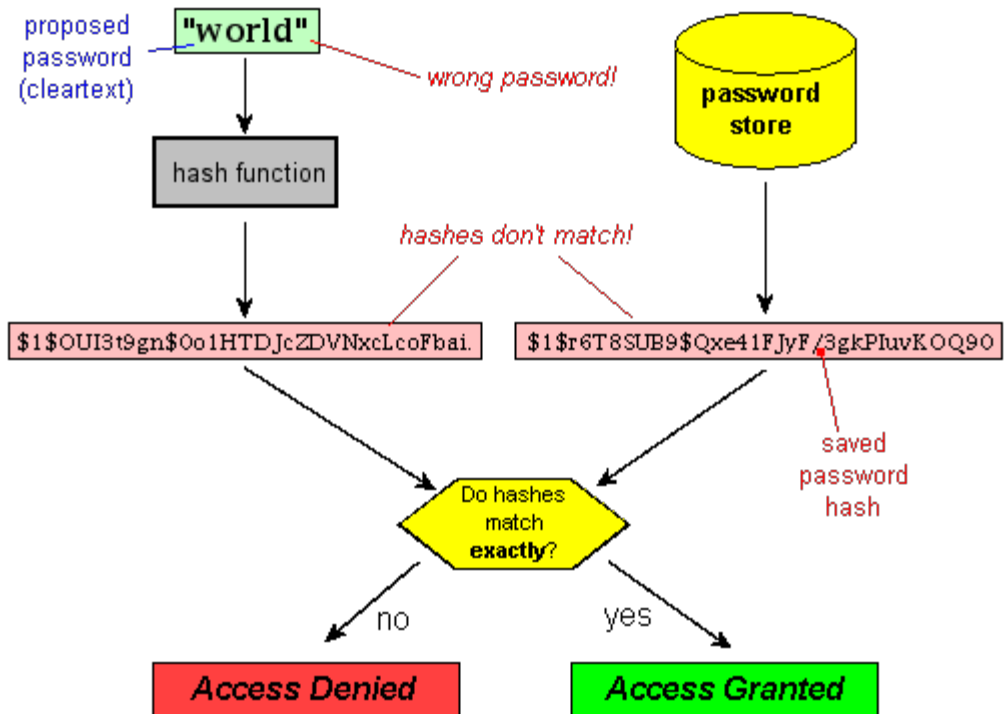 proposed
password
(cleartext)
"world"
wrong password!
password
store
hash function
hashes don't match!
$1$OUI3t9gn$0o1HTDJcZDVNxcLcoFbai.
$1$r6T8SUB9$Qxe41FJyF/3gkPIuvKOQ90
saved
password
hash
Do hashes
match
exactly?
no
yes
Access Denied
Access Granted